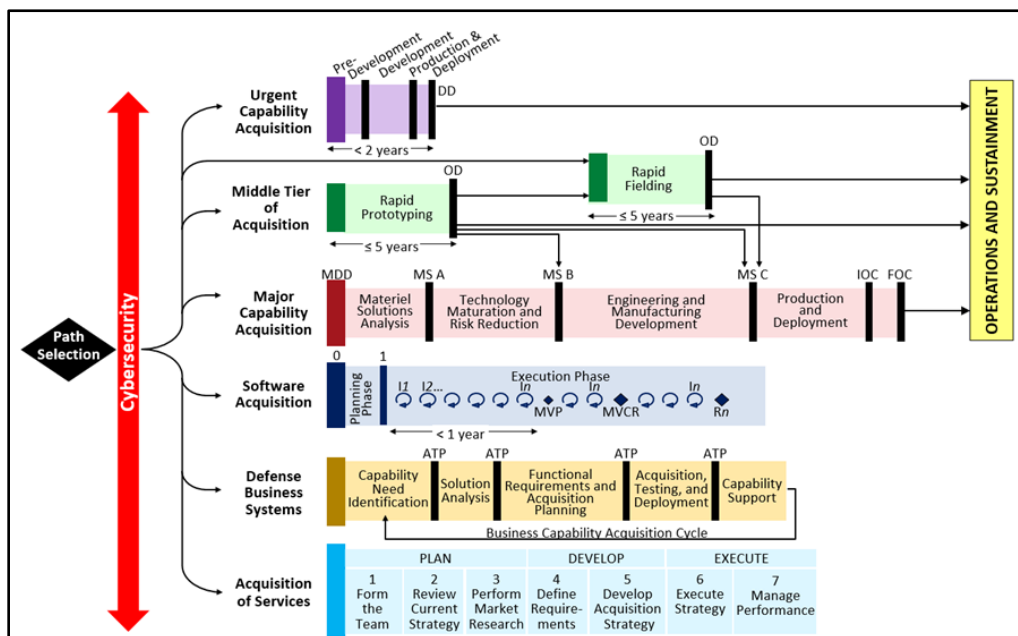 Pre-
Development
Development
Production &
Deployment
Urgent
Capability
Acquisition
DD
< 2 years
OD
Rapid
Fielding
≤ 5 years
Middle Tier
of
Acquisition
OD
Rapid
Prototyping
≤ 5 years
OPERATIONS AND SUSTAINMENT
Path
Selection
Cybersecurity
Major
Capability
Acquisition
MDD
MS A
MS B
MS C
IOC
FOC
Materiel
Solutions
Analysis
Technology
Maturation and
Risk Reduction
Engineering and
Manufacturing
Development
Production
and
Deployment
Software
Acquisition
0
1
Planning
Phase
Execution Phase
I1
I2...
In
In
In
MVP
MVCR
Rn
< 1 year
Defense
Business
Systems
ATP
ATP
ATP
ATP
Capability
Need
Identification
Solution
Analysis
Functional
Requirements and
Acquisition
Planning
Acquisition,
Testing, and
Deployment
Capability
Support
Business Capability Acquisition Cycle
Acquisition
of Services
PLAN
DEVELOP
EXECUTE
1
Form
the
Team
2
Review
Current
Strategy
3
Perform
Market
Research
4
Define
Require-
ments
5
Develop
Acquisition
Strategy
6
Execute
Strategy
7
Manage
Performance